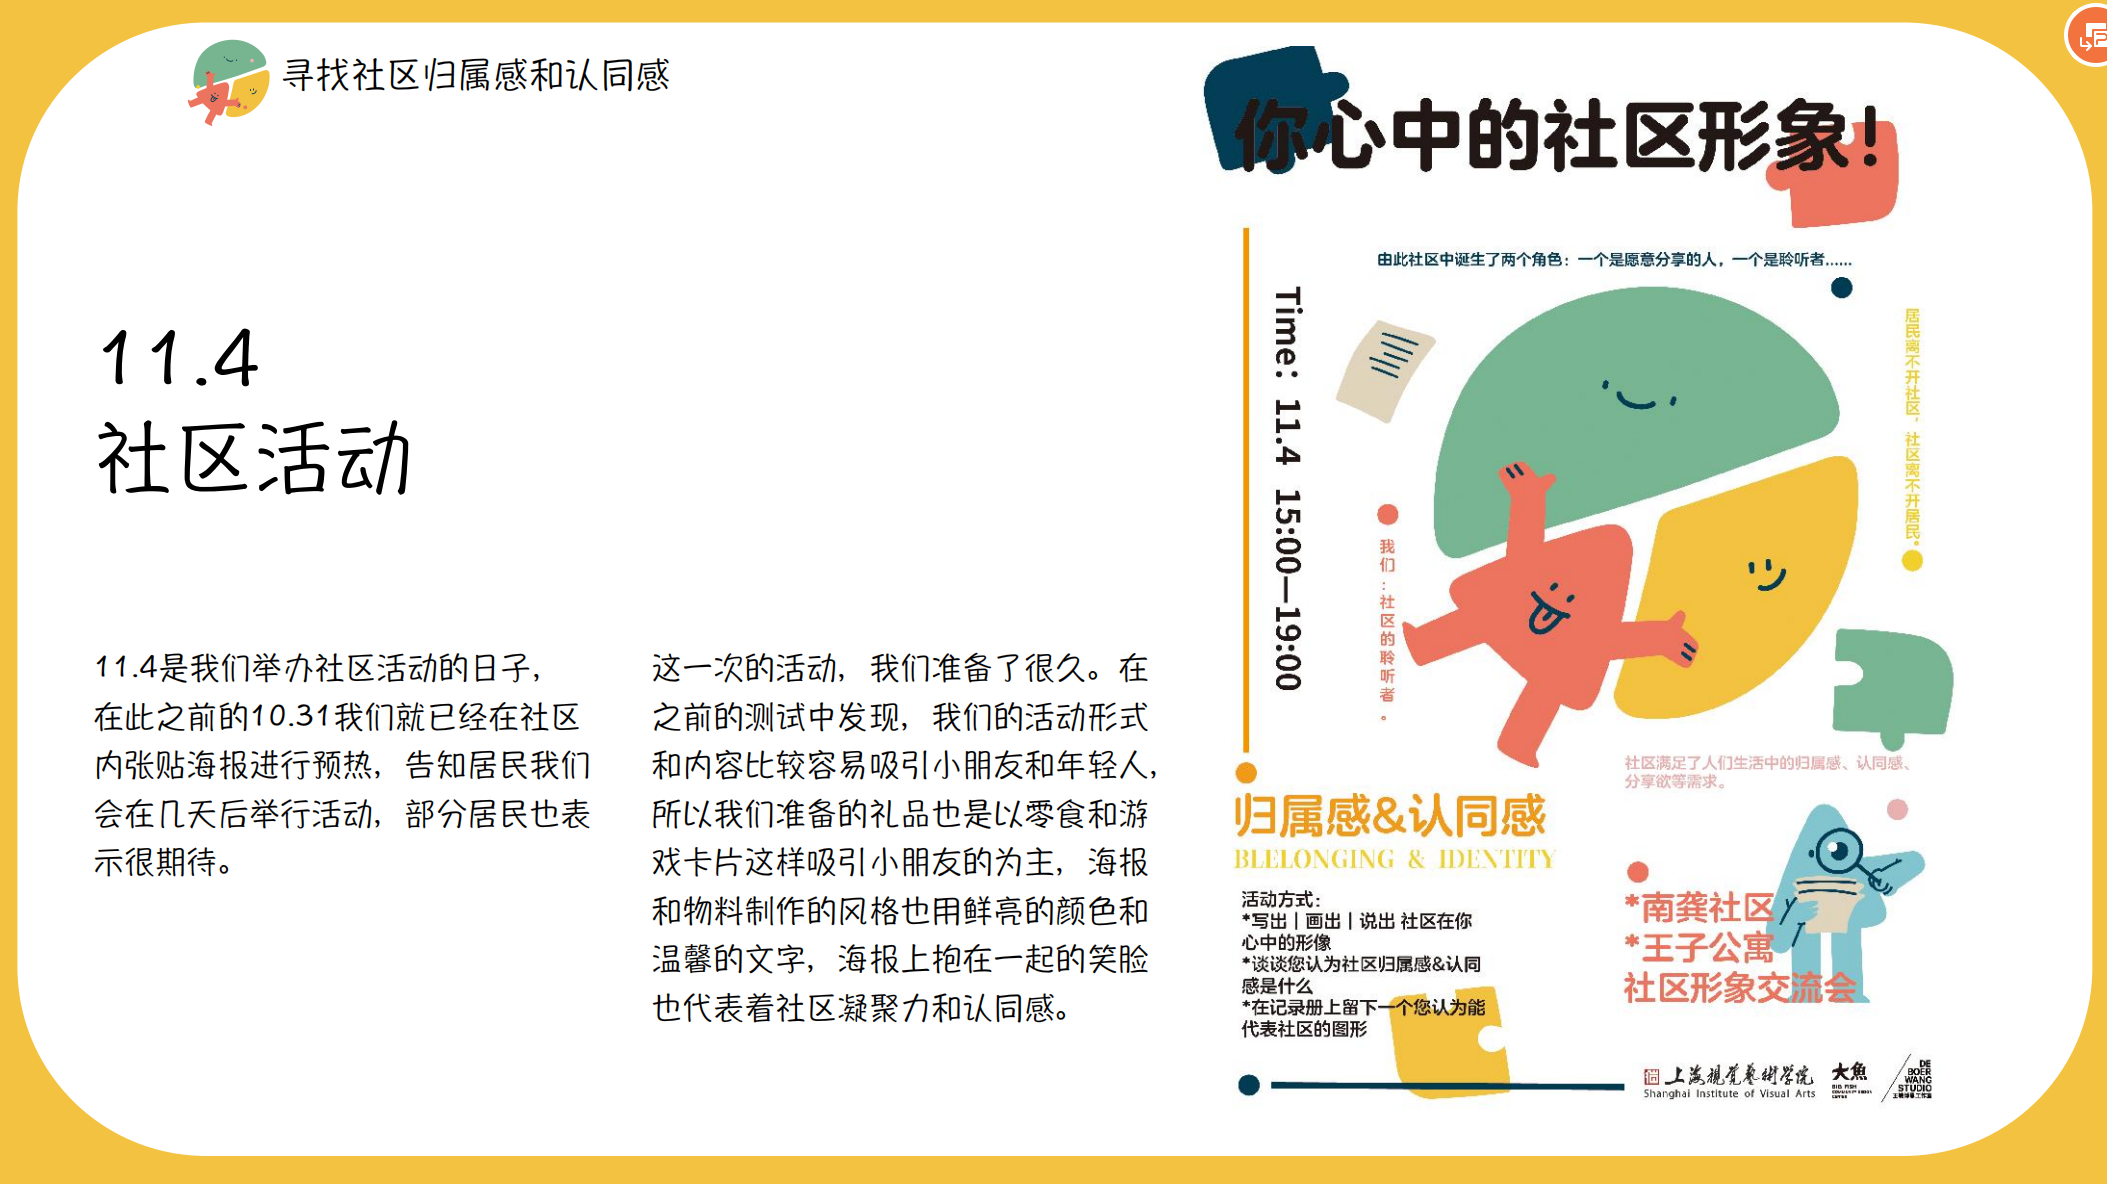 寻找社区归属感和认同感
11.4
社区活动
11.4是我们举办社区活动的日子，
在此之前的10.31我们就已经在社区
内张贴海报进行预热，告知居民我们
会在几天后举行活动，部分居民也表
示很期待。
这一次的活动，我们准备了很久。在
之前的测试中发现，我们的活动形式
和内容比较容易吸引小朋友和年轻人，
所以我们准备的礼品也是以零食和游
戏卡片这样吸引小朋友的为主，海报
和物料制作的风格也用鲜亮的颜色和
温馨的文字，海报上抱在一起的笑脸
也代表着社区凝聚力和认同感。
你心中的社区形象！
由此社区中诞生了两个角色：一个是愿意分享的人，一个是聆听者......
Time：11.4 15:00—19:00
我们：社区的聆听者。
居民离不开社区，社区离不开居民。
社区满足了人们生活中的归属感、认同感、
分享欲等需求。
归属感&认同感
BLELONGING & IDENTITY
活动方式：
*写出｜画出｜说出 社区在你
心中的形像
*谈谈您认为社区归属感&认同
感是什么
*在记录册上留下一个您认为能
代表社区的图形
*南龚社区
*王子公寓
社区形象交流会
上海视觉艺术学院
Shanghai Institute of Visual Arts
大魚
DE
BOER
WANG
STUDIO